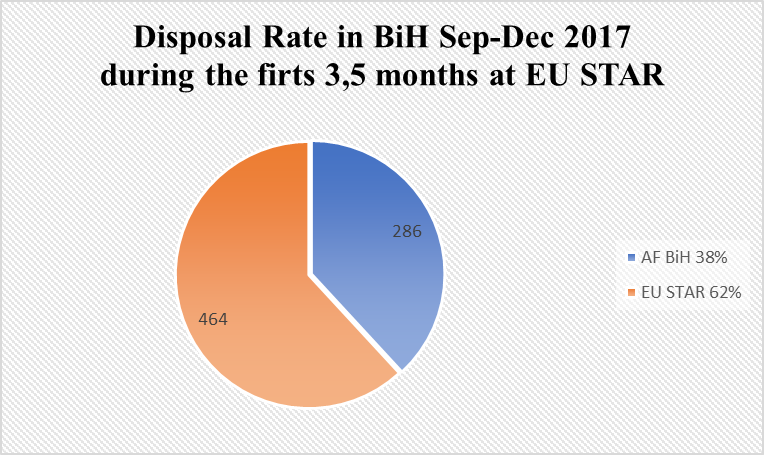 Disposal Rate in BiH Sep-Dec 2017
during the firts 3,5 months at EU STAR
286
464
AF BiH 38%
EU STAR 62%